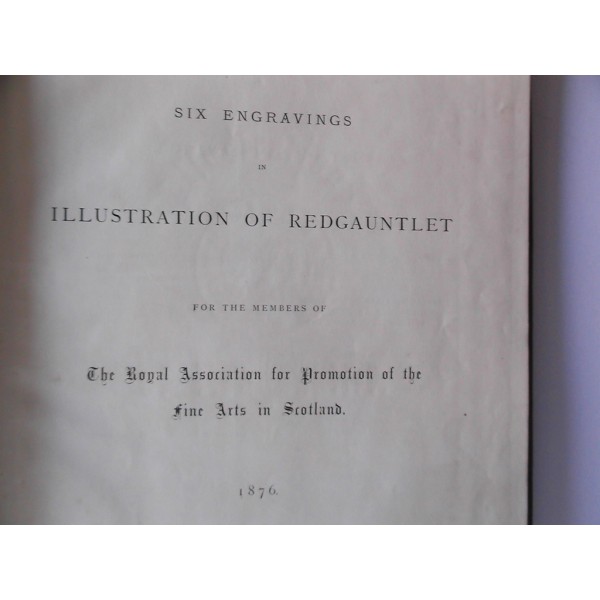 SIX ENGRAVINGS
IN
ILLUSTRATION OF REDGAUNTLET
FOR THE MEMBERS OF
The Royal Association for Promotion of the
Fine Arts in Scotland.
1876.